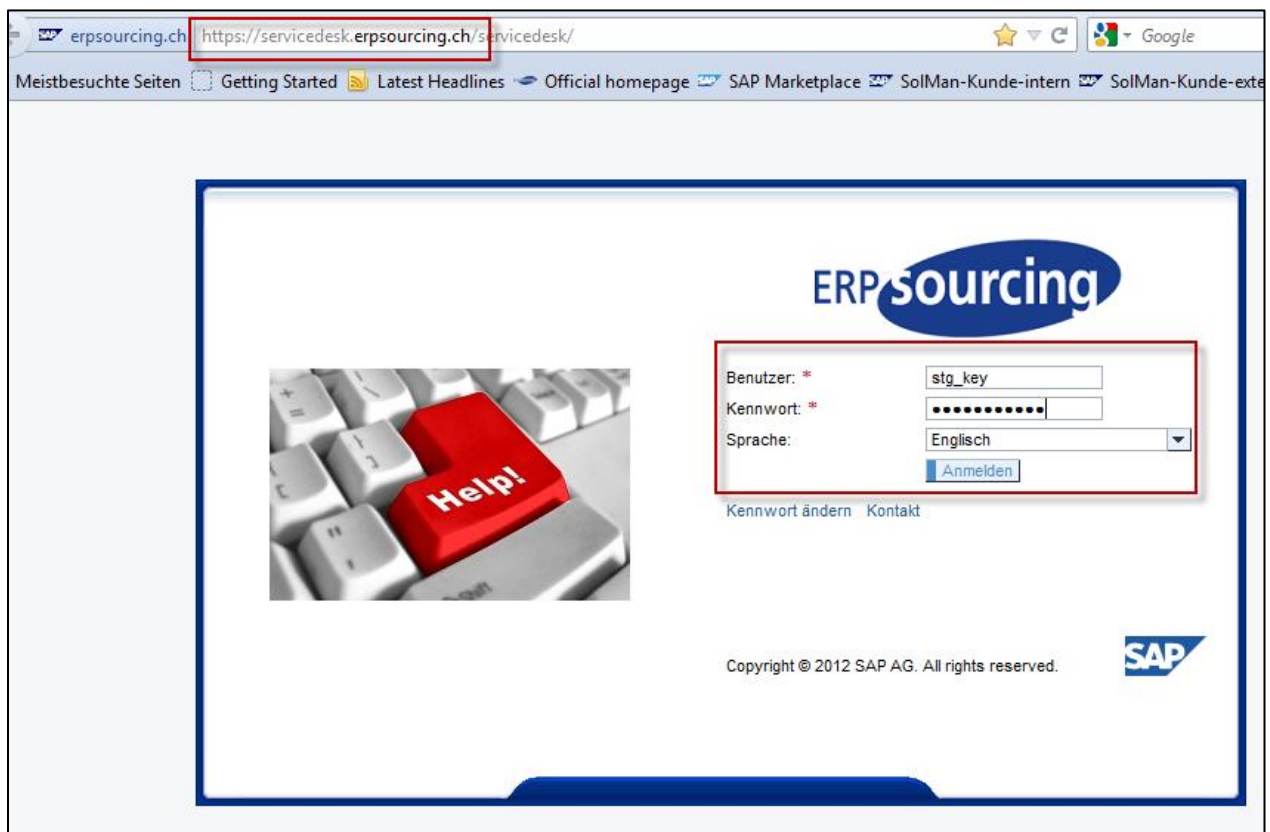 erpsourcing.ch https://servicedesk.erpsourcing.ch/servicedesk/ Google
Meistbesuchte Seiten Getting Started Latest Headlines Official homepage SAP Marketplace SolMan-Kunde-intern SolMan-Kunde-exte
ERPsourcing
Benutzer: * stg_key
Kennwort: * •••••••••••
Sprache: Englisch
Anmelden
Kennwort ändern Kontakt
Help!
Shift
Copyright © 2012 SAP AG. All rights reserved.
SAP